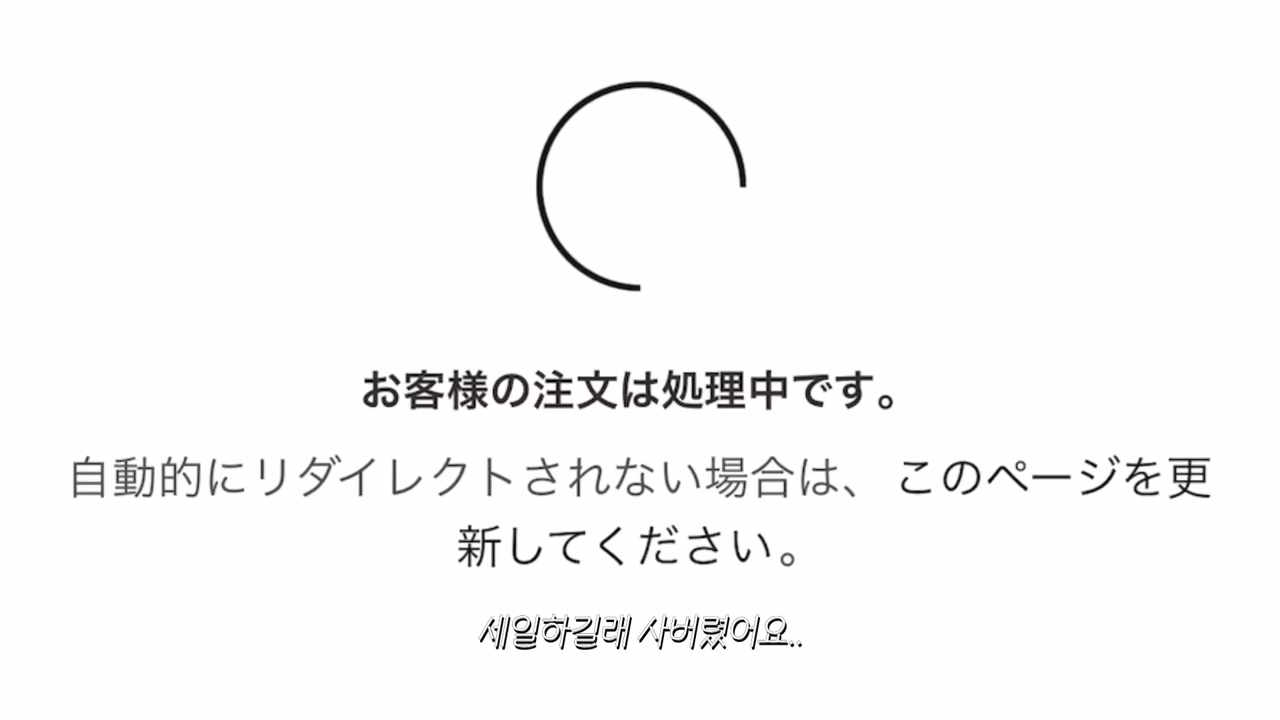 お客様の注文は処理中です。
自動的にリダイレクトされない場合は、このページを更
新してください。
세일하길래 사버렸어요..